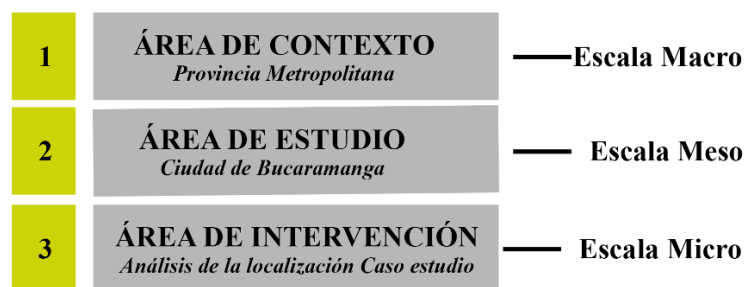 1
ÁREA DE CONTEXTO
Provincia Metropolitana
Escala Macro
2
ÁREA DE ESTUDIO
Ciudad de Bucaramanga
Escala Meso
3
ÁREA DE INTERVENCIÓN
Análisis de la localización Caso estudio
Escala Micro